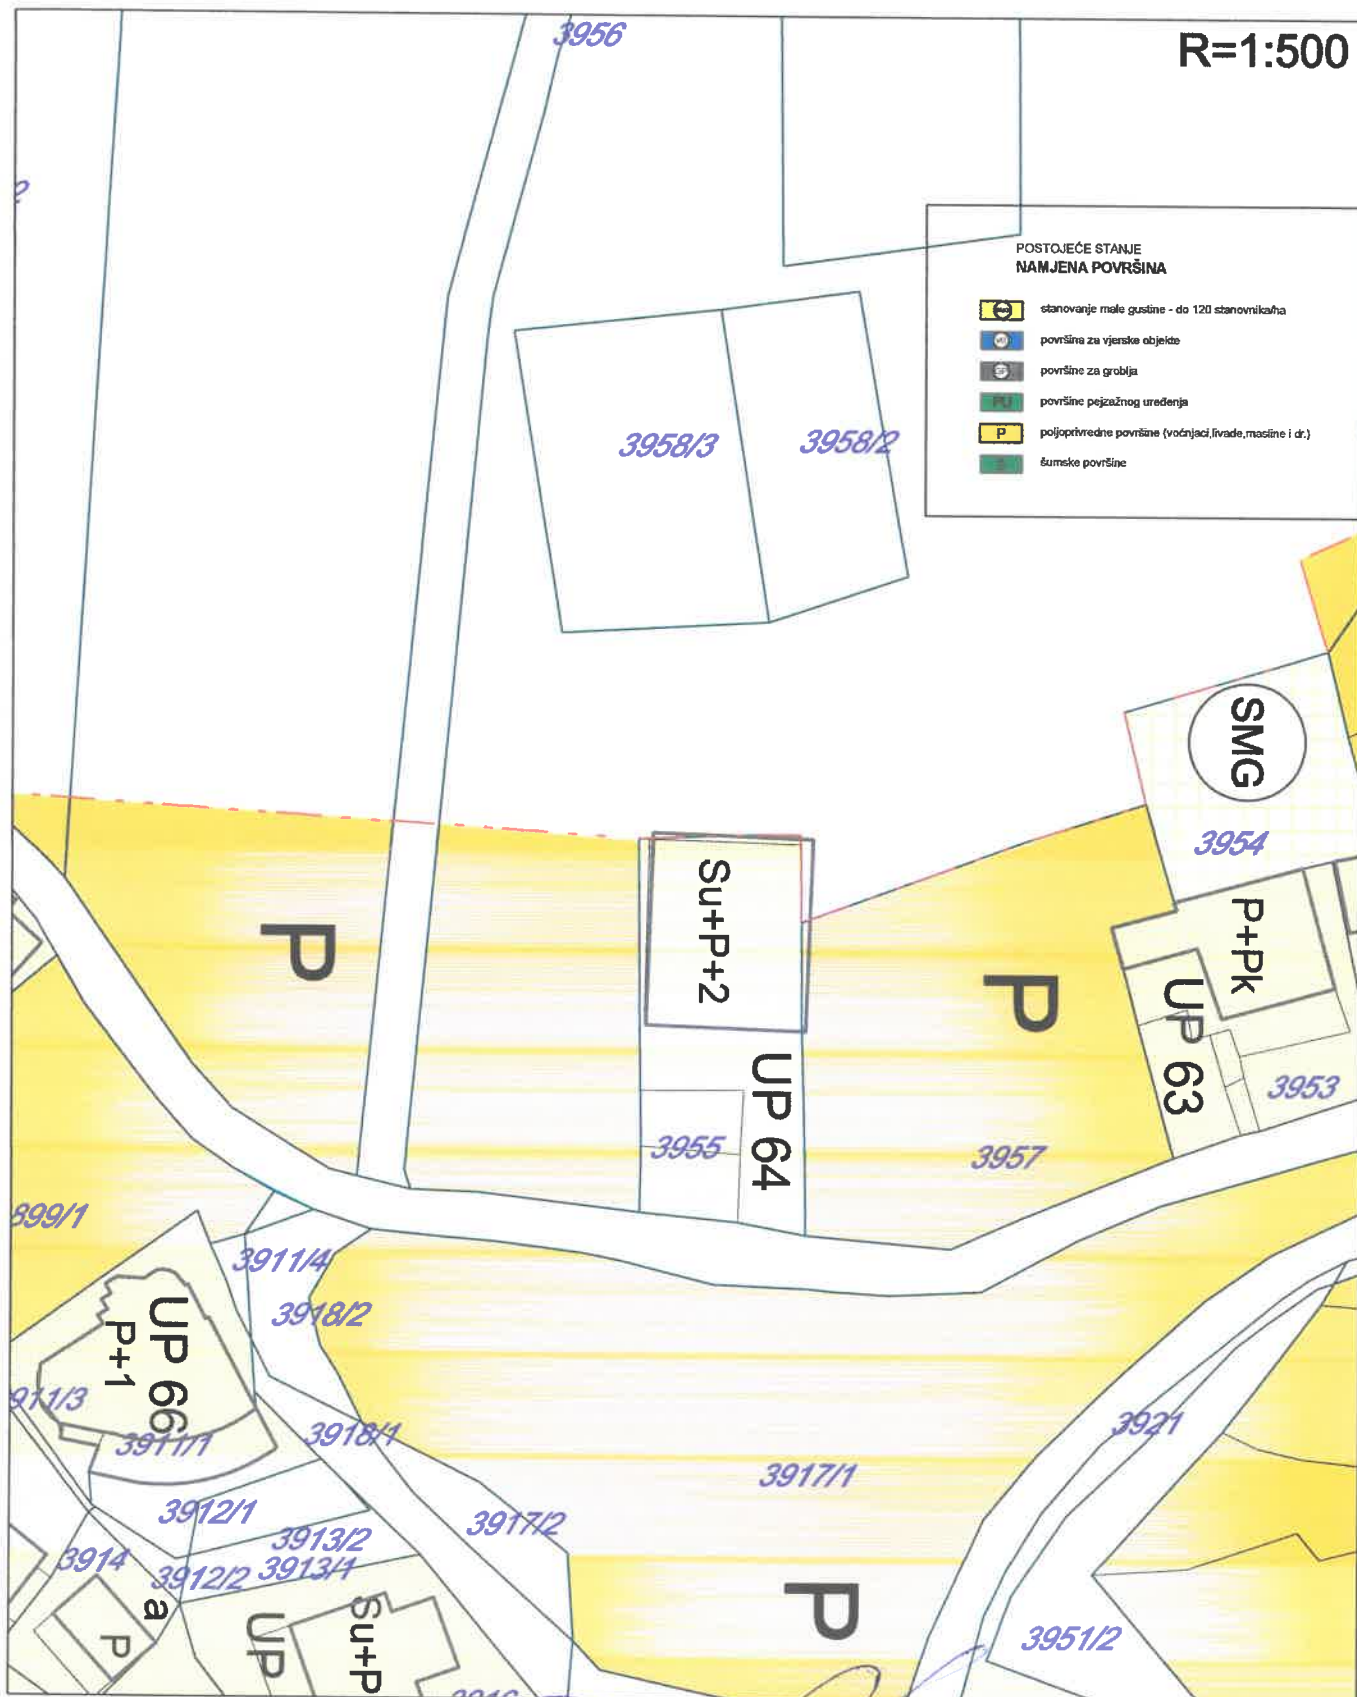 3956
R=1:500
POSTOJEĆE STANJE
NAMJENA POVRŠINA
stanovanje male gustine - do 120 stanovnika/ha
površina za vjerske objekte
površine za groblja
PU
površine pejzažnog uređenja
P
poljoprivredne površine (voćnjaci,livade,masline i dr.)
šumske površine
3958/3
3958/2
SMG
3954
P
Su+P+2
P
P+Pk
UP 63
UP 64
3953
3955
3957
899/1
3911/4
3918/2
UP 66
P+1
911/3
3911/1
3918/1
3921
3917/1
3912/1
3917/2
3913/2
3914
3912/2
3913/1
a
P
UP
Su+P
P
3951/2